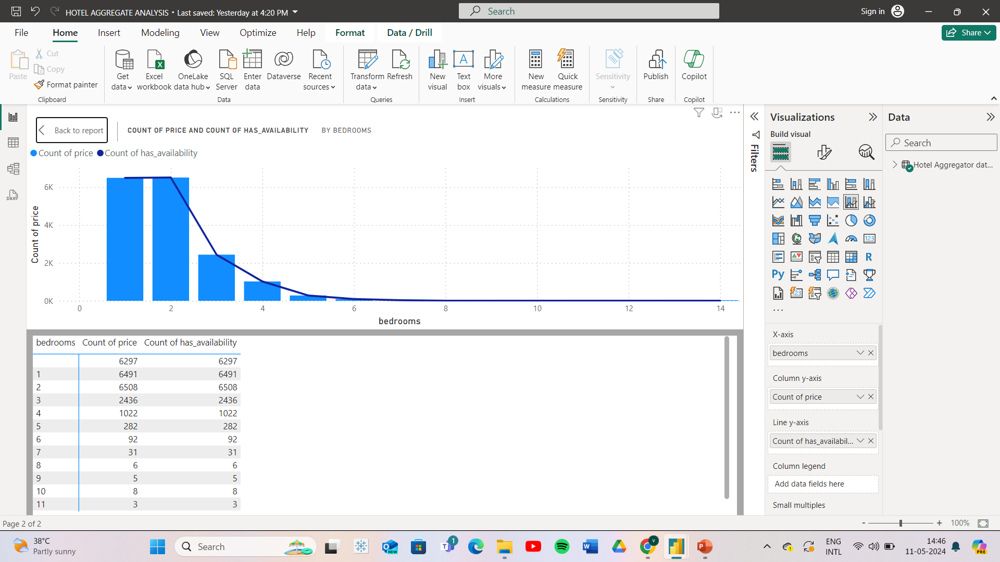 HOTEL AGGREGATE ANALYSIS • Last saved: Yesterday at 4:20 PM
Search
Sign in
File Home Insert Modeling View Optimize Help Format Data / Drill
Share
Paste
Cut
Copy
Format painter
Clipboard
Get data
Excel workbook
OneLake data hub
SQL Server
Enter data
Dataverse
Recent sources
Data
Transform data
Refresh
Queries
New visual
Text box
More visuals
Insert
New measure
Quick measure
Calculations
Sensitivity
Sensitivity
Publish
Share
Copilot
Copilot
Back to report
COUNT OF PRICE AND COUNT OF HAS_AVAILABILITY BY BEDROOMS
Count of price Count of has_availability
Count of price
6K
4K
2K
0K
0 2 4 6 8 10 12 14
bedrooms
bedrooms Count of price Count of has_availability
6297 6297
1 6491 6491
2 6508 6508
3 2436 2436
4 1022 1022
5 282 282
6 92 92
7 31 31
8 6 6
9 5 5
10 8 8
11 3 3
Filters
Visualizations
Build visual
123
R
Py
123
X-axis
bedrooms
Column y-axis
Count of price
Line y-axis
Count of has_availabil...
Column legend
Add data fields here
Small multiples
Data
Search
Hotel Aggregator dat...
DAX
Page 2 of 2
- + 100%
38°C
Partly sunny
Search
NEW
1
V
ENG
INTL
14:46
11-05-2024
PRE